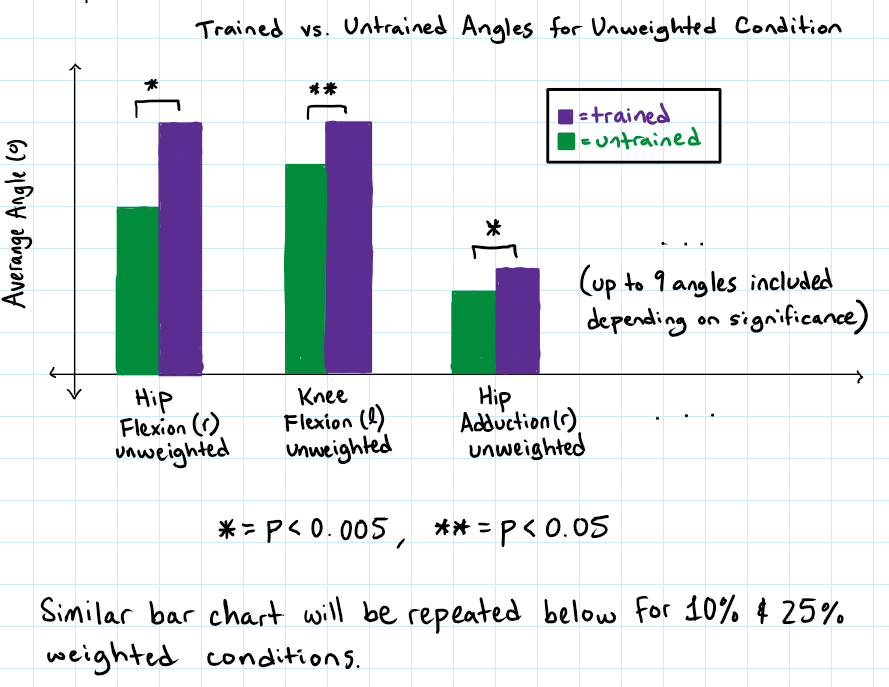 Trained vs. Untrained Angles for Unweighted Condition
*
**
= trained
= untrained
Averange Angle (°)
*
. . .
(up to 9 angles included
depending on significance)
Hip
Flexion (r)
unweighted
Knee
Flexion (l)
unweighted
Hip
Adduction (r)
unweighted
. . .
* = P < 0.005, ** = p < 0.05
Similar bar chart will be repeated below for 10% & 25%
weighted conditions.